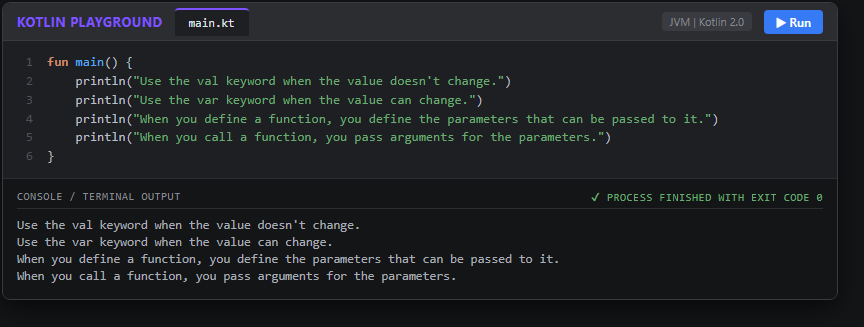 KOTLIN PLAYGROUND main.kt JVM | Kotlin 2.0 ▶ Run
1 fun main() {
2     println("Use the val keyword when the value doesn't change.")
3     println("Use the var keyword when the value can change.")
4     println("When you define a function, you define the parameters that can be passed to it.")
5     println("When you call a function, you pass arguments for the parameters.")
6 }
CONSOLE / TERMINAL OUTPUT ✓ PROCESS FINISHED WITH EXIT CODE 0
Use the val keyword when the value doesn't change.
Use the var keyword when the value can change.
When you define a function, you define the parameters that can be passed to it.
When you call a function, you pass arguments for the parameters.